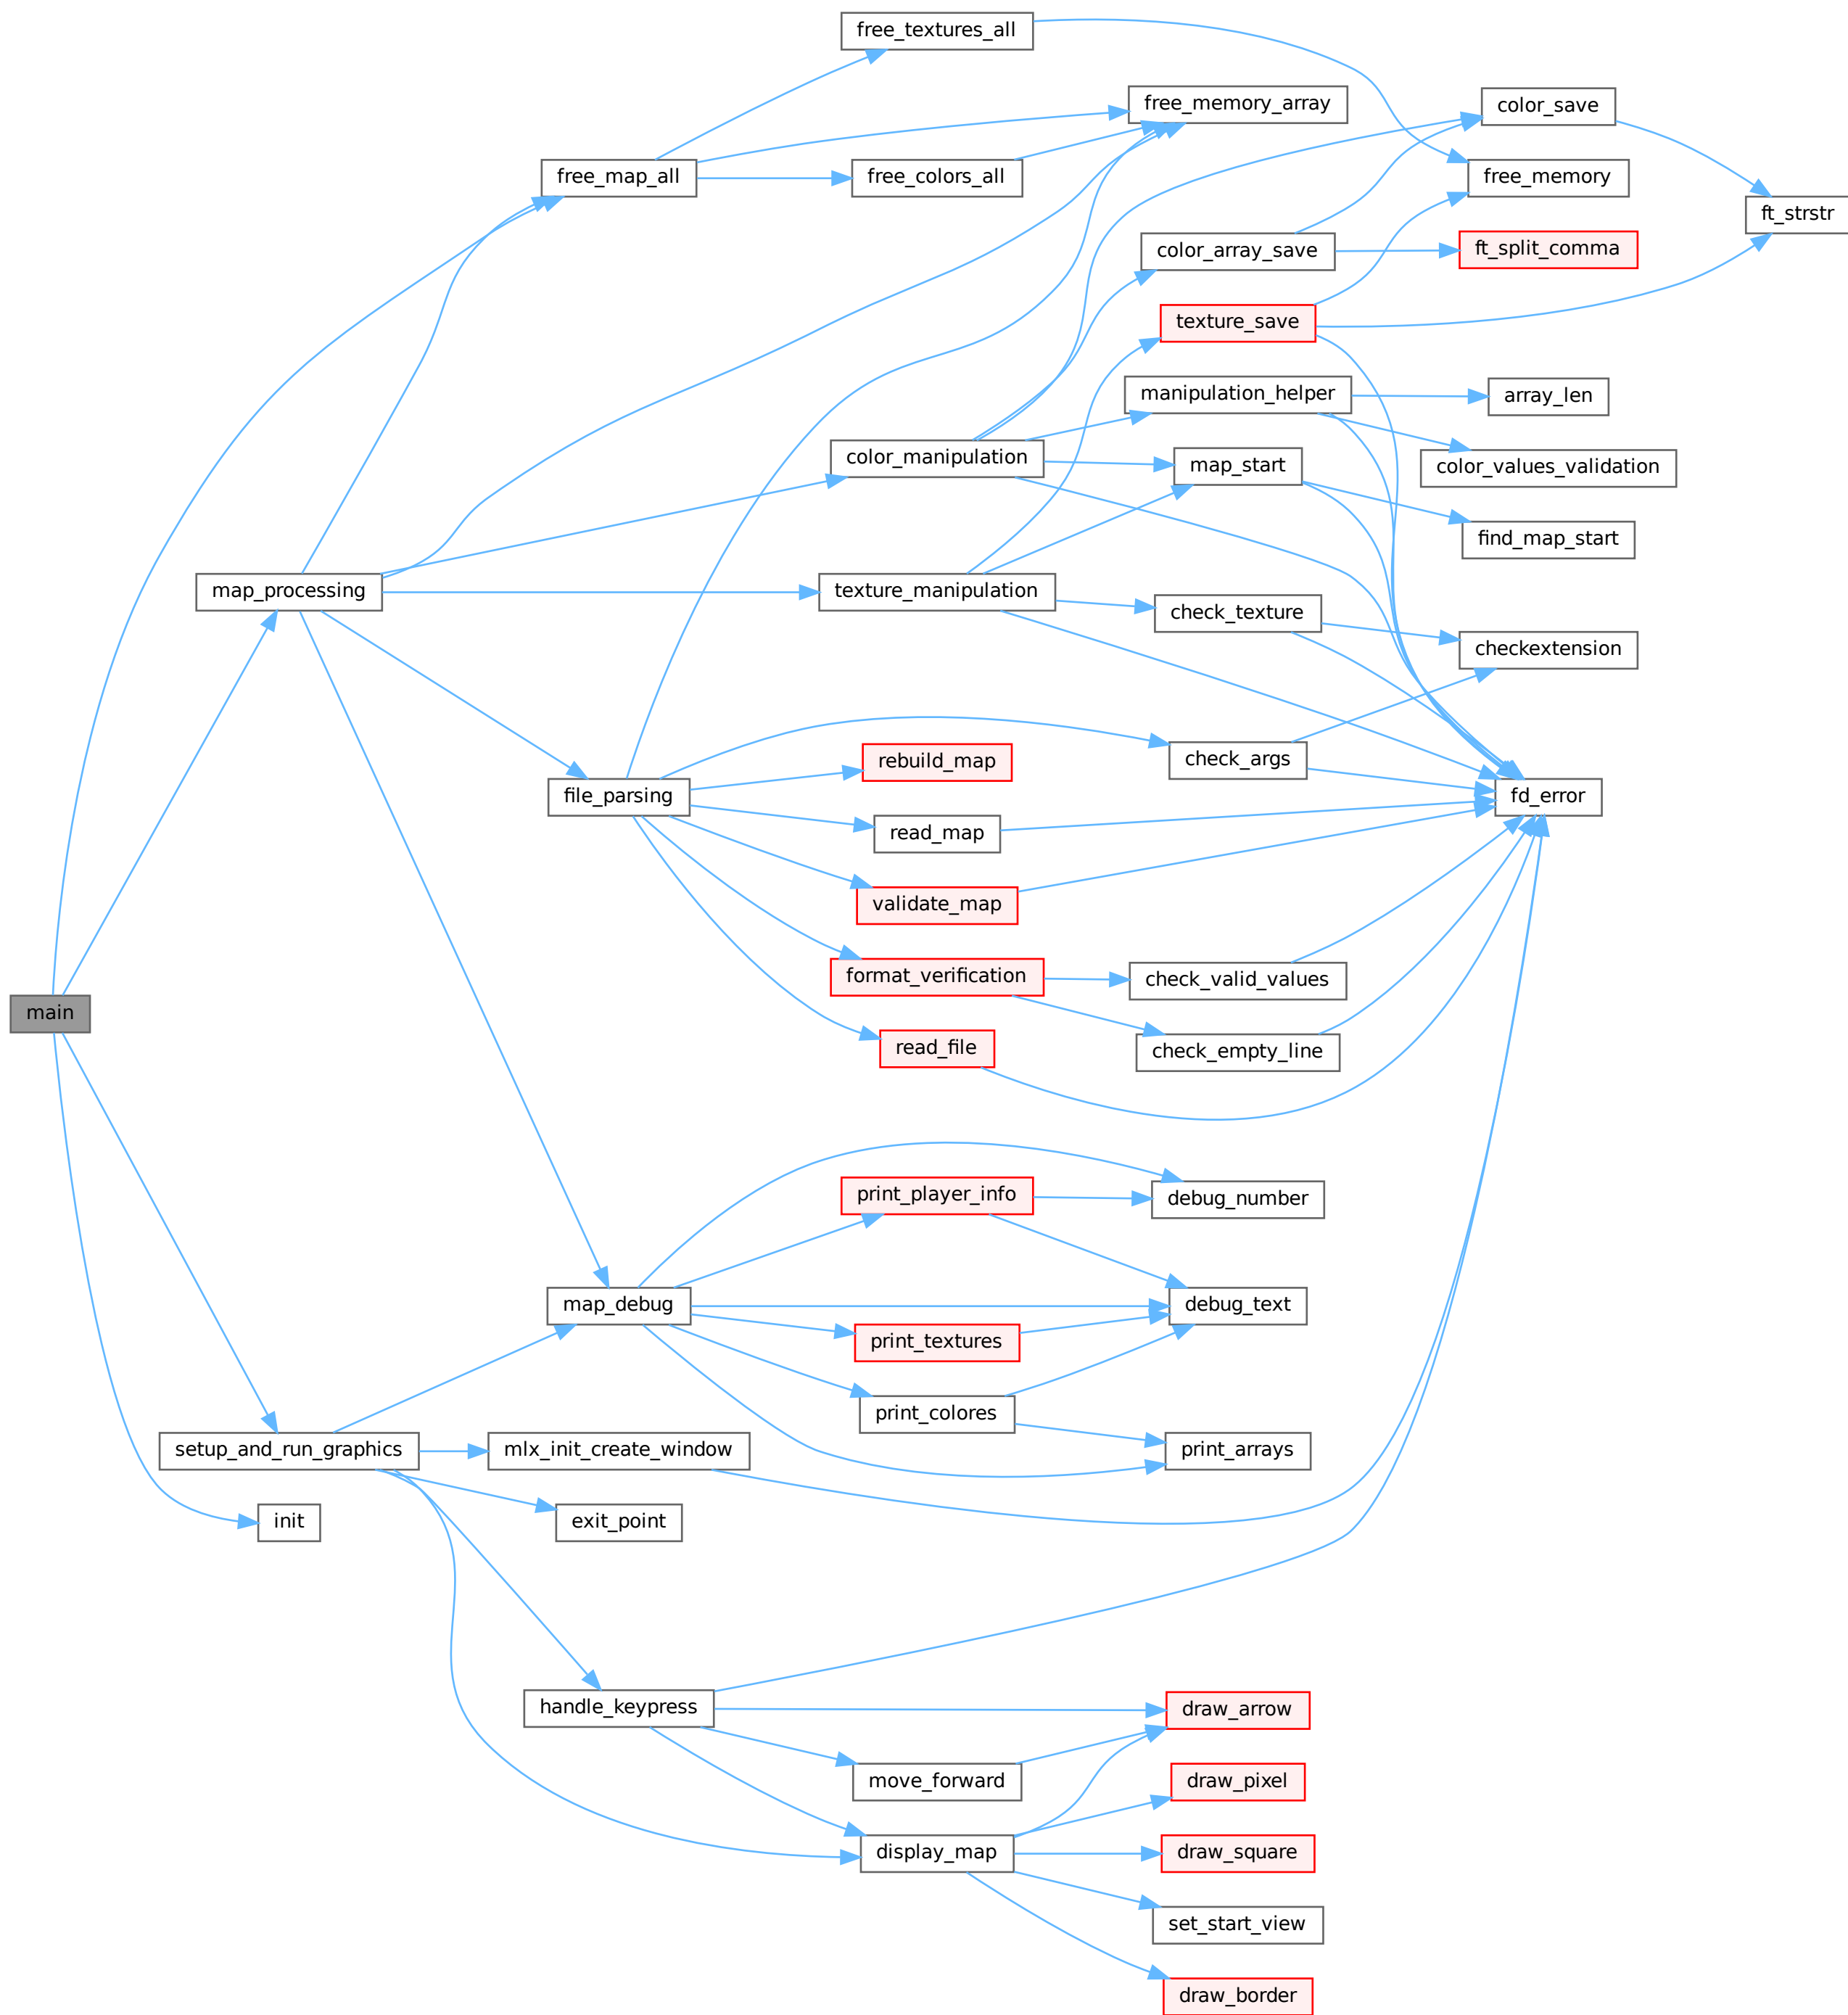 free_textures_all
free_memory_array
color_save
free_map_all
free_colors_all
free_memory
ft_strstr
color_array_save
ft_split_comma
texture_save
manipulation_helper
array_len
color_manipulation
map_start
color_values_validation
find_map_start
map_processing
texture_manipulation
check_texture
checkextension
file_parsing
rebuild_map
check_args
fd_error
read_map
validate_map
format_verification
check_valid_values
main
read_file
check_empty_line
print_player_info
debug_number
map_debug
debug_text
print_textures
print_colores
setup_and_run_graphics
mlx_init_create_window
print_arrays
init
exit_point
handle_keypress
draw_arrow
move_forward
draw_pixel
display_map
draw_square
set_start_view
draw_border